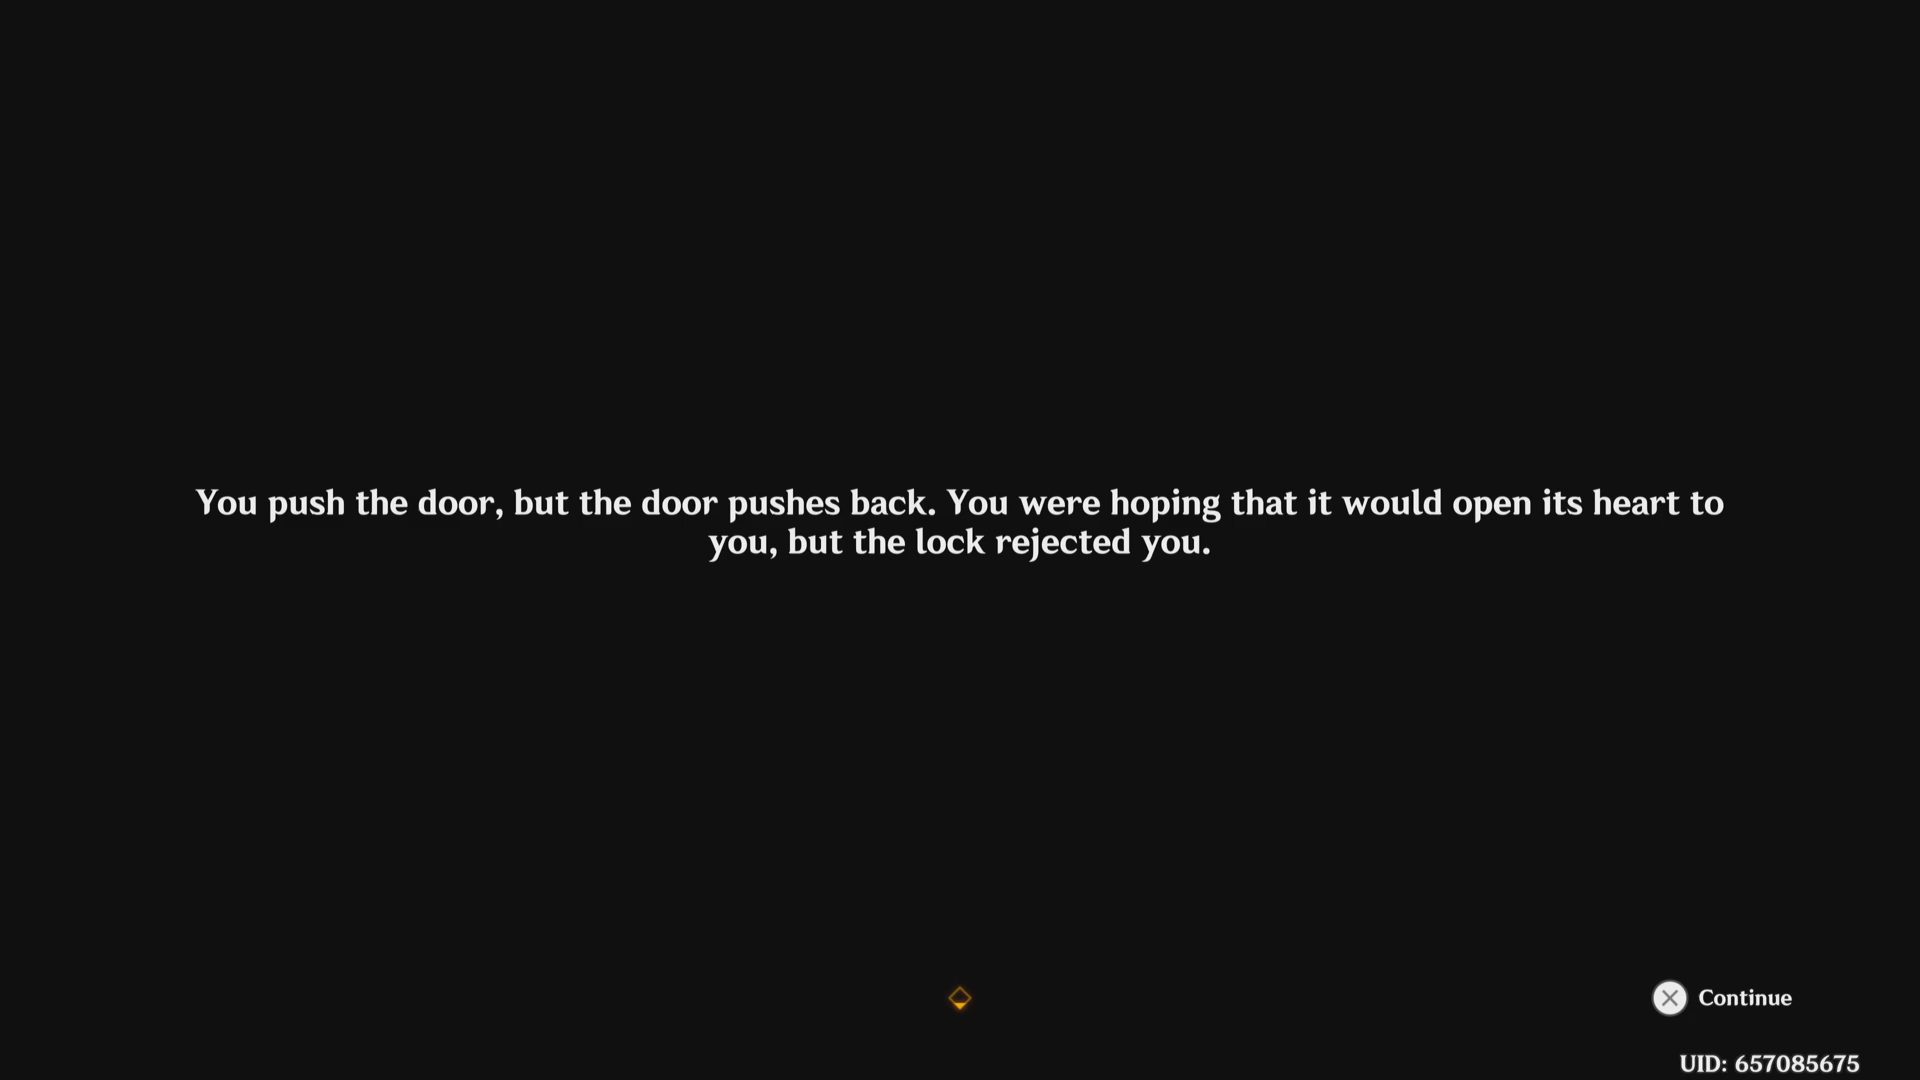 You push the door, but the door pushes back. You were hoping that it would open its heart to
you, but the lock rejected you.
Continue
UID: 657085675